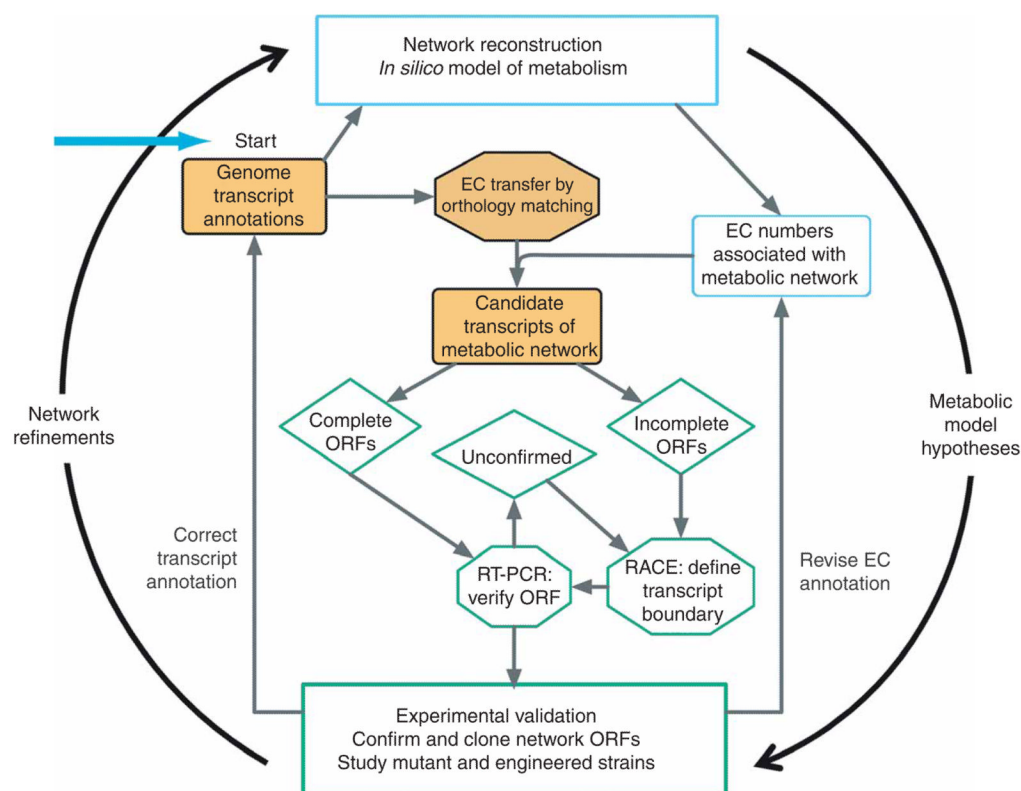 Network reconstruction
In silico model of metabolism
Start
Genome
transcript
annotations
EC transfer by
orthology matching
EC numbers
associated with
metabolic network
Candidate
transcripts of
metabolic network
Complete
ORFs
Unconfirmed
Incomplete
ORFs
Network
refinements
Metabolic
model
hypotheses
Correct
transcript
annotation
RT-PCR:
verify ORF
RACE: define
transcript
boundary
Revise EC
annotation
Experimental validation
Confirm and clone network ORFs
Study mutant and engineered strains